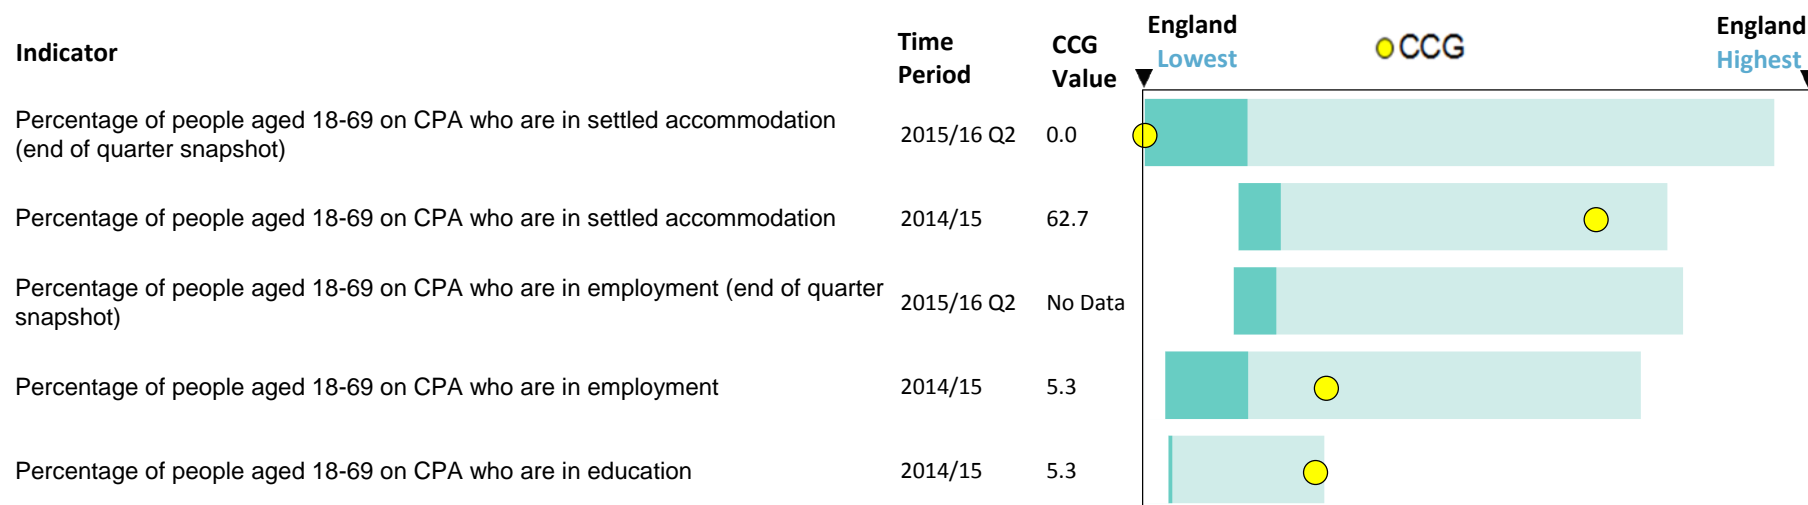 Indicator
Time
Period
CCG
Value
England
Lowest
CCG
England
Highest
Percentage of people aged 18-69 on CPA who are in settled accommodation
(end of quarter snapshot)
2015/16 Q2
0.0
Percentage of people aged 18-69 on CPA who are in settled accommodation
2014/15
62.7
Percentage of people aged 18-69 on CPA who are in employment (end of quarter
snapshot)
2015/16 Q2
No Data
Percentage of people aged 18-69 on CPA who are in employment
2014/15
5.3
Percentage of people aged 18-69 on CPA who are in education
2014/15
5.3